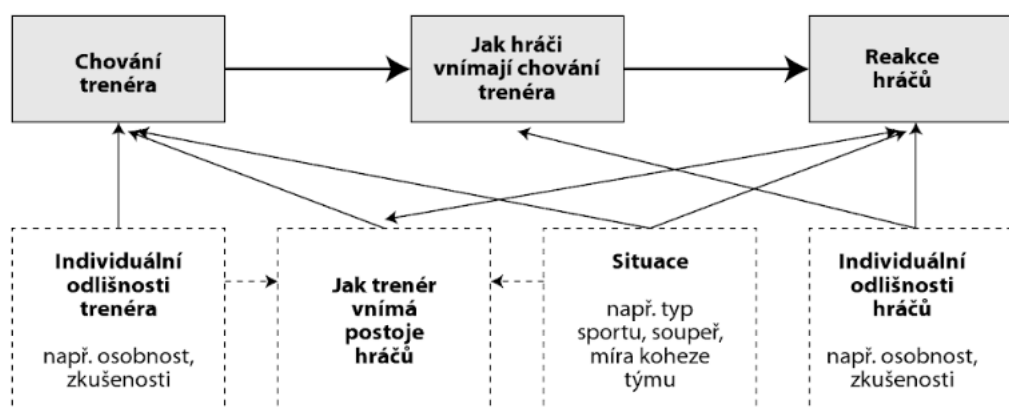 Chování
trenéra
Jak hráči
vnímají chování
trenéra
Reakce
hráčů
Individuální
odlišnosti
trenéra
např. osobnost,
zkušenosti
Jak trenér
vnímá
postoje
hráčů
Situace
např. typ
sportu, soupeř,
míra koheze
týmu
Individuální
odlišnosti
hráčů
např. osobnost,
zkušenosti